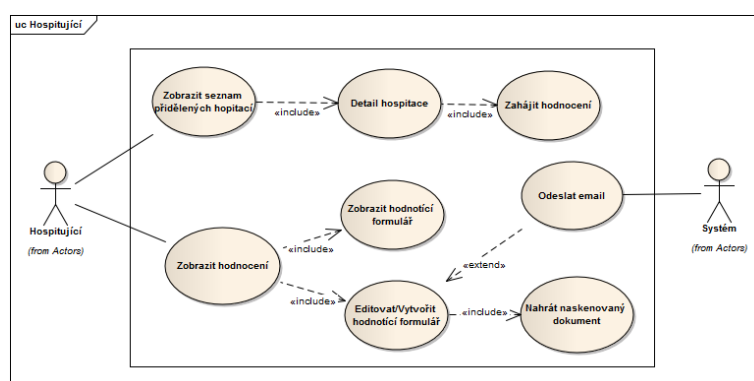 uc Hospitující
Zobrazit seznam
přidělených hopitací
«include»
Detail hospitace
«include»
Zahájit hodnocení
Hospitující
(from Actors)
Zobrazit hodnotící
formulář
Odeslat email
Systém
(from Actors)
Zobrazit hodnocení
«include»
«include»
«extend»
Editovat/Vytvořit
hodnotící formulář
«include»
Nahrát naskenovaný
dokument